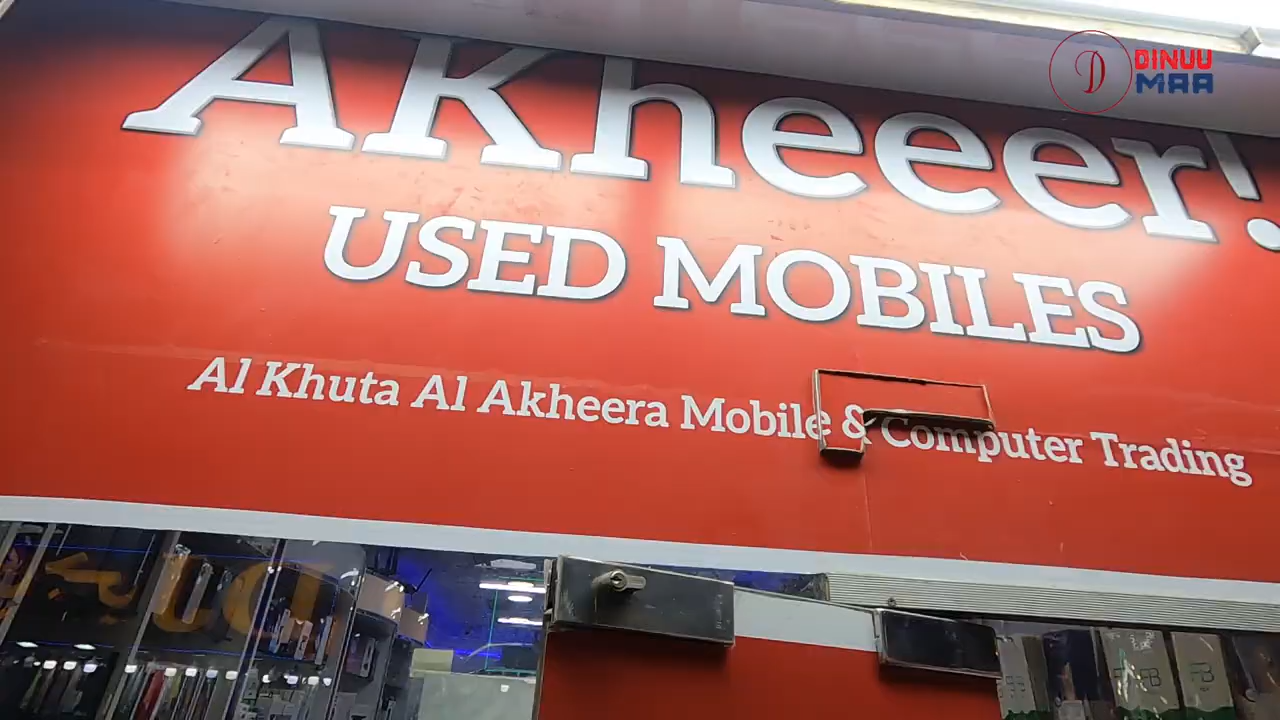 D DINUU
MAA
AKheeer!
USED MOBILES
Al Khuta Al Akheera Mobile & Computer Trading